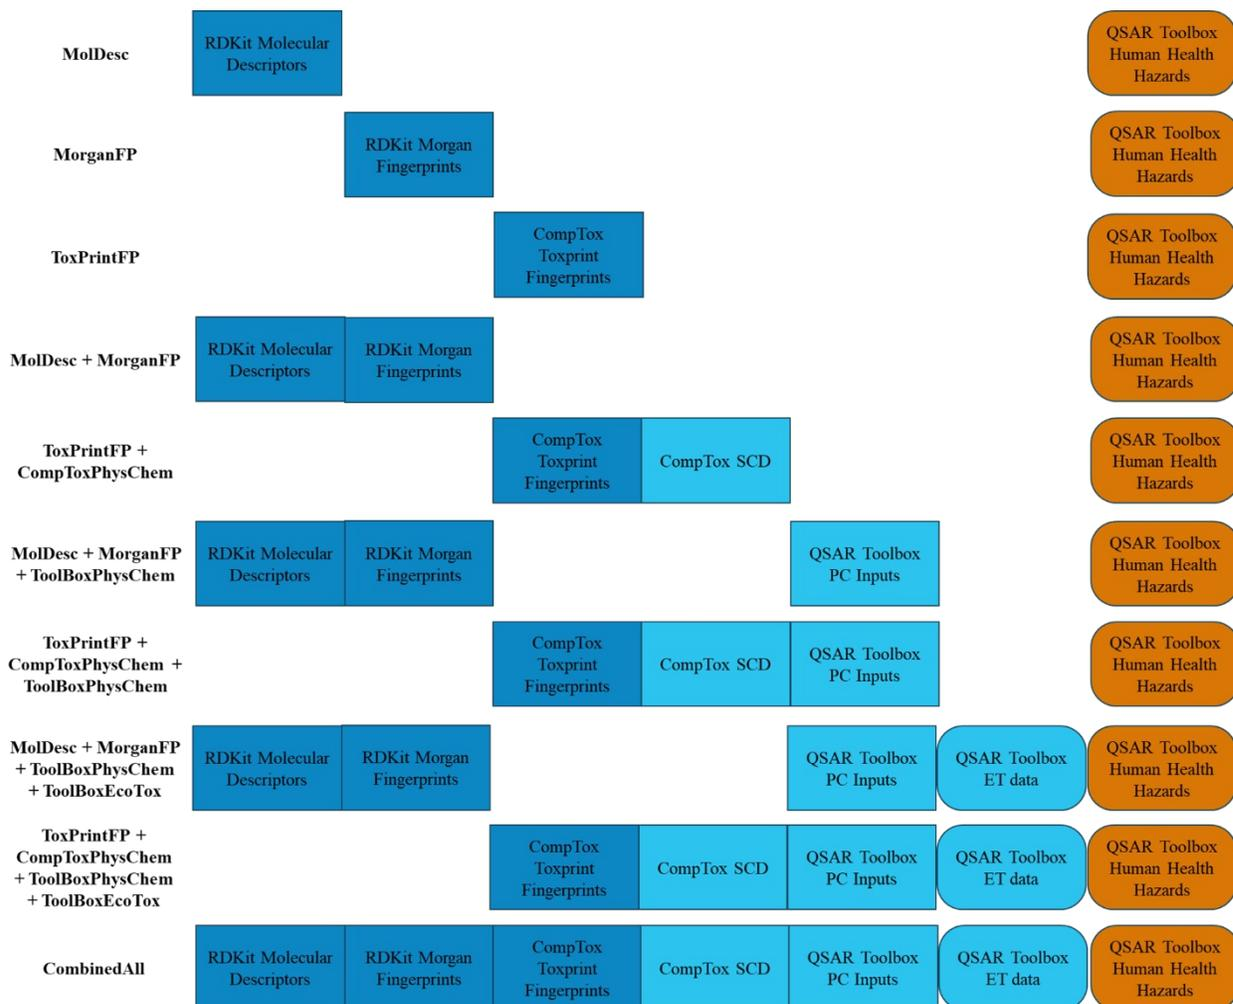 MolDesc
RDKit Molecular
Descriptors
QSAR Toolbox
Human Health
Hazards
MorganFP
RDKit Morgan
Fingerprints
QSAR Toolbox
Human Health
Hazards
ToxPrintFP
CompTox
Toxprint
Fingerprints
QSAR Toolbox
Human Health
Hazards
MolDesc + MorganFP
RDKit Molecular
Descriptors
RDKit Morgan
Fingerprints
QSAR Toolbox
Human Health
Hazards
ToxPrintFP +
CompToxPhysChem
CompTox
Toxprint
Fingerprints
CompTox SCD
QSAR Toolbox
Human Health
Hazards
MolDesc + MorganFP
+ ToolBoxPhysChem
RDKit Molecular
Descriptors
RDKit Morgan
Fingerprints
QSAR Toolbox
PC Inputs
QSAR Toolbox
Human Health
Hazards
ToxPrintFP +
CompToxPhysChem +
ToolBoxPhysChem
CompTox
Toxprint
Fingerprints
CompTox SCD
QSAR Toolbox
PC Inputs
QSAR Toolbox
Human Health
Hazards
MolDesc + MorganFP
+ ToolBoxPhysChem
+ ToolBoxEcoTox
RDKit Molecular
Descriptors
RDKit Morgan
Fingerprints
QSAR Toolbox
PC Inputs
QSAR Toolbox
ET data
QSAR Toolbox
Human Health
Hazards
ToxPrintFP +
CompToxPhysChem
+ ToolBoxPhysChem
+ ToolBoxEcoTox
CompTox
Toxprint
Fingerprints
CompTox SCD
QSAR Toolbox
PC Inputs
QSAR Toolbox
ET data
QSAR Toolbox
Human Health
Hazards
CombinedAll
RDKit Molecular
Descriptors
RDKit Morgan
Fingerprints
CompTox
Toxprint
Fingerprints
CompTox SCD
QSAR Toolbox
PC Inputs
QSAR Toolbox
ET data
QSAR Toolbox
Human Health
Hazards